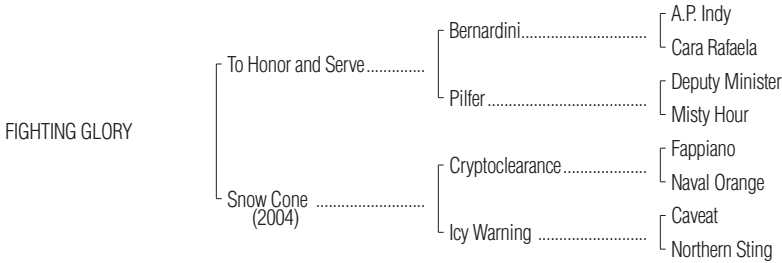 A.P. Indy
Bernardini
Cara Rafaela
To Honor and Serve
Deputy Minister
Pilfer
Misty Hour
FIGHTING GLORY
Fappiano
Cryptoclearance
Naval Orange
Snow Cone
(2004)
Caveat
Icy Warning
Northern Sting